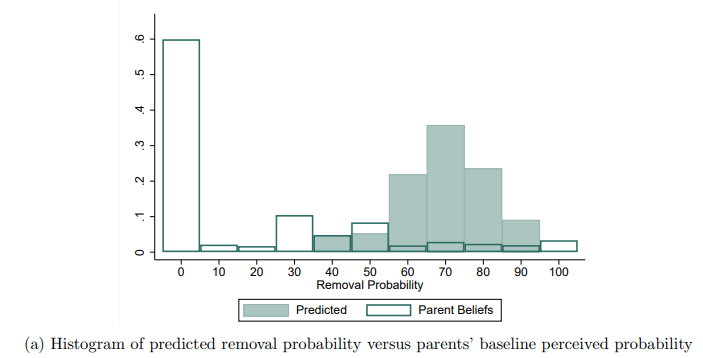 .6
.5
.4
.3
.2
.1
0
0 10 20 30 40 50 60 70 80 90 100
Removal Probability
Predicted Parent Beliefs
(a) Histogram of predicted removal probability versus parents' baseline perceived probability